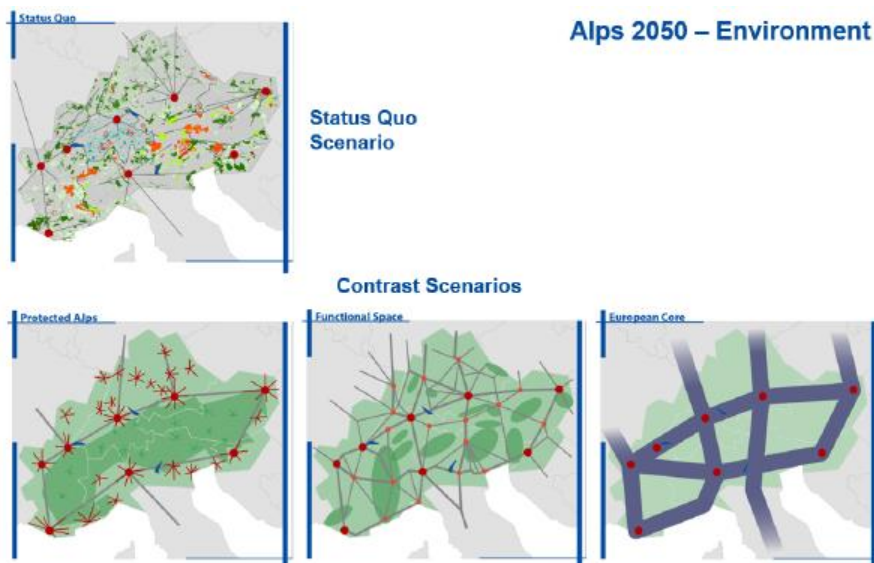 Status Quo
Alps 2050 – Environment
Status Quo
Scenario
Contrast Scenarios
Protected Alps
Functional Space
European Core